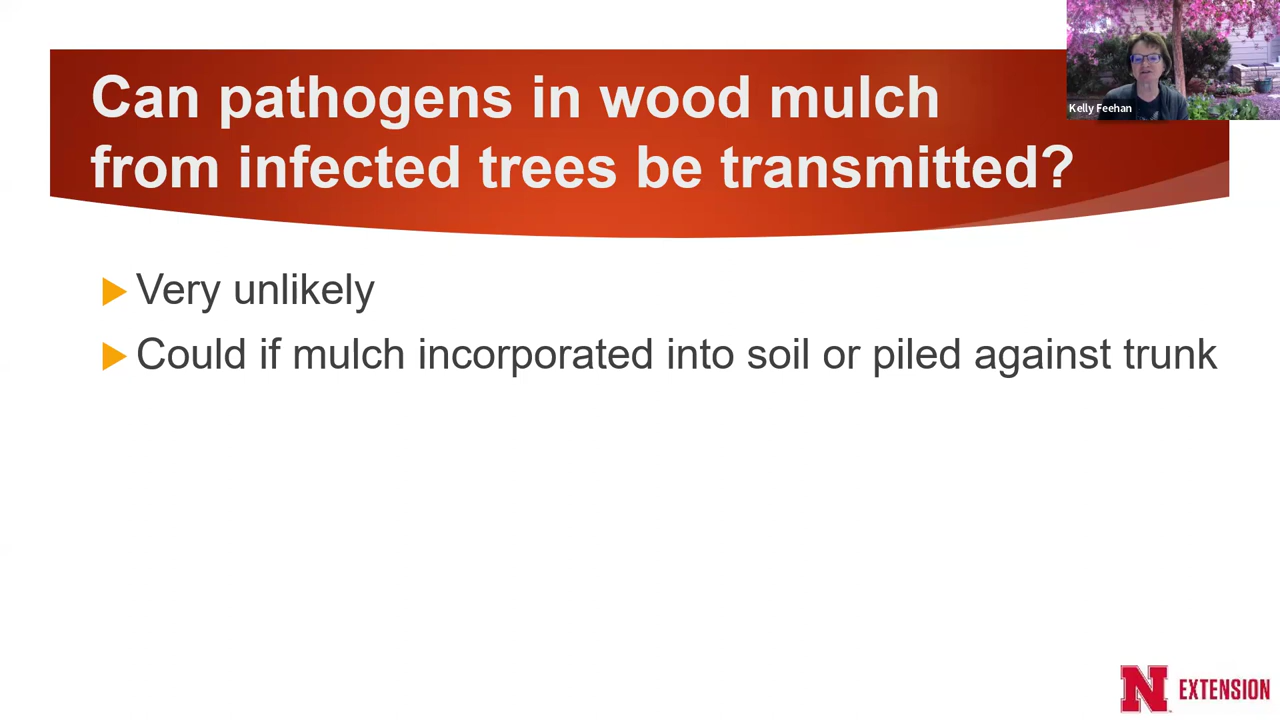 Can pathogens in wood mulch
from infected trees be transmitted?
Kelly Feehan
Very unlikely
Could if mulch incorporated into soil or piled against trunk
N EXTENSION